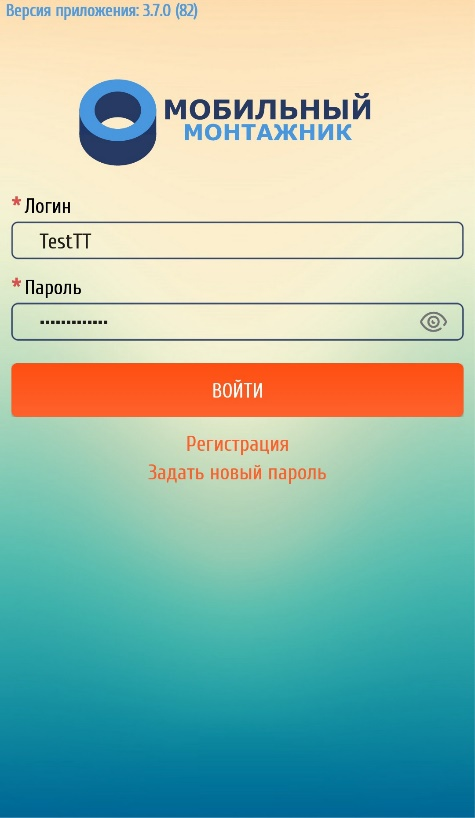 Версия приложения: 3.7.0 (82)
МОБИЛЬНЫЙ
МОНТАЖНИК
* Логин
TestTT
* Пароль
•••••••••••••
ВОЙТИ
Регистрация
Задать новый пароль